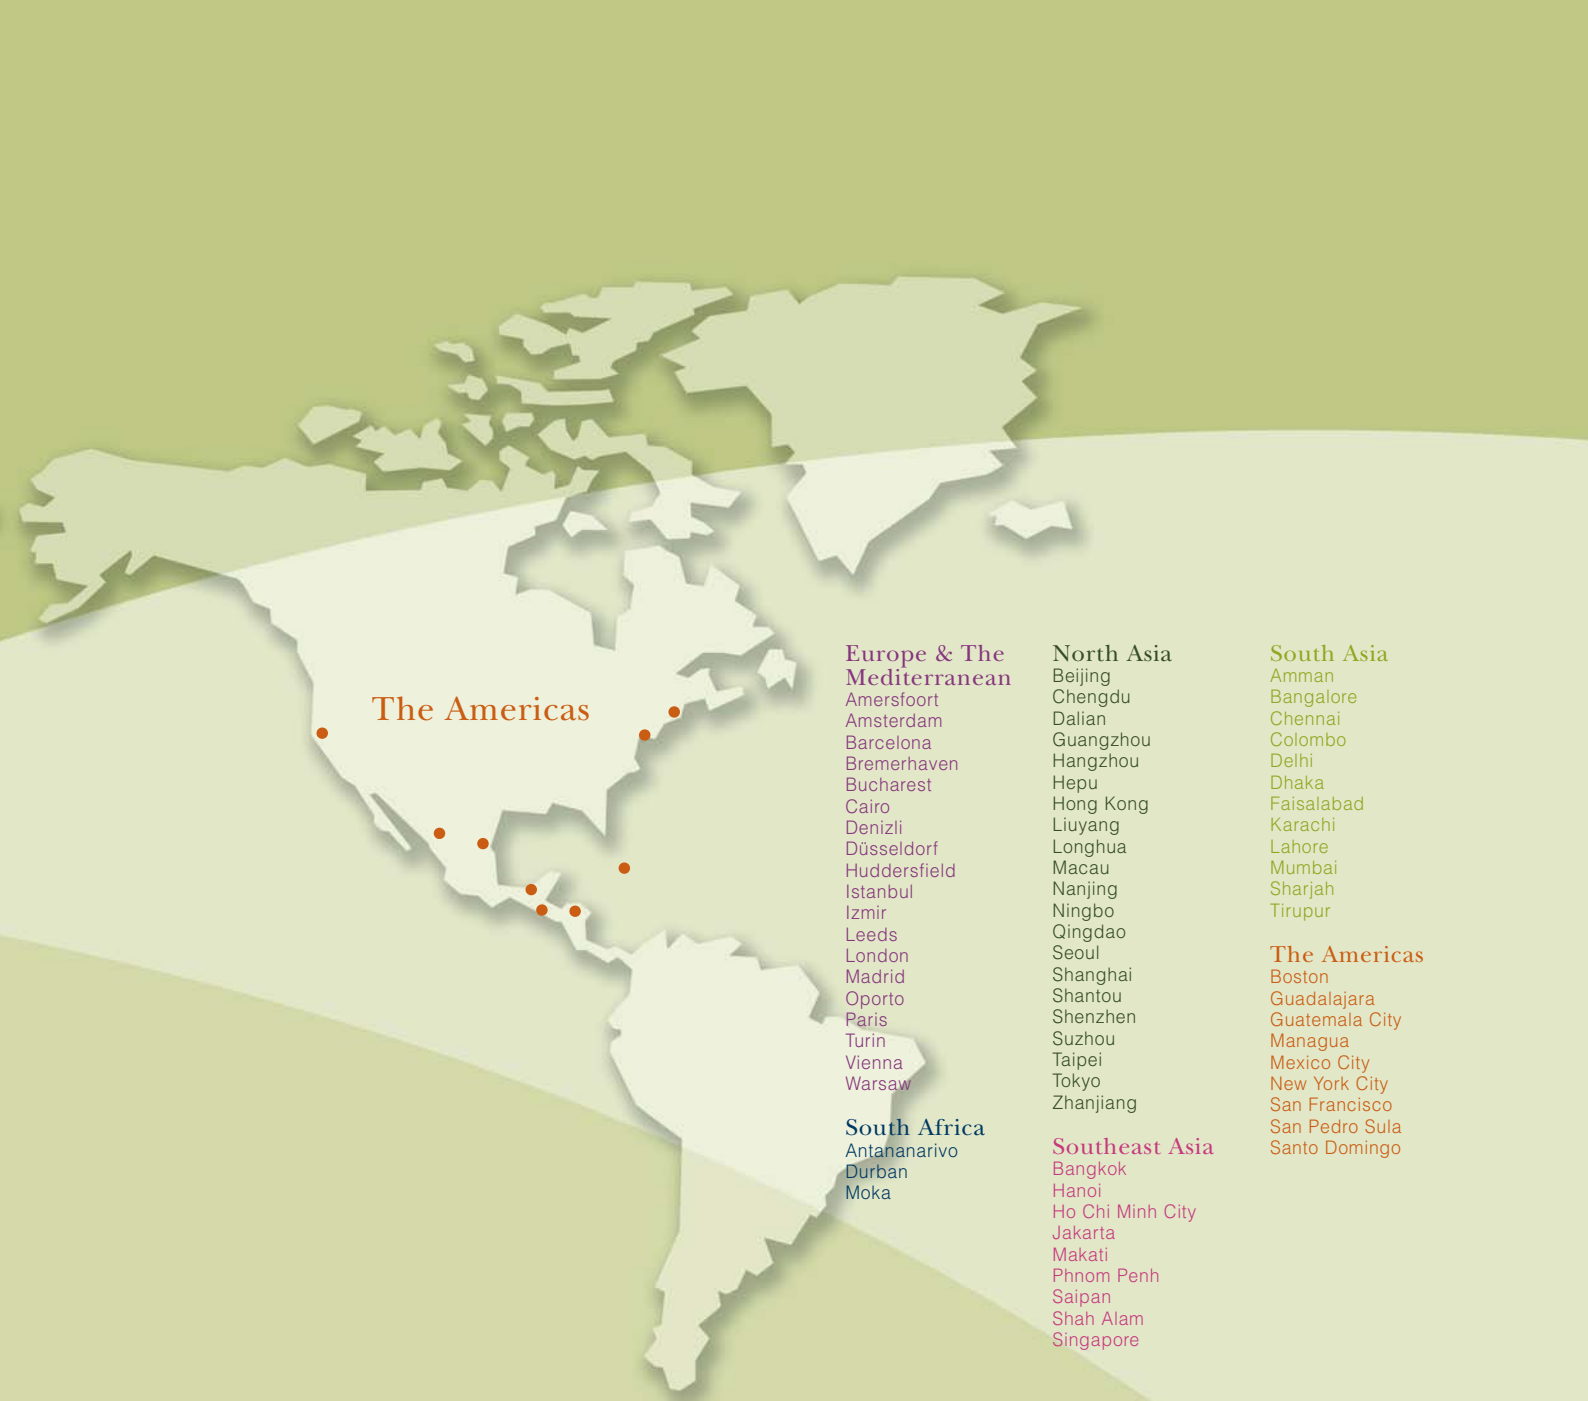 The Americas
Europe & The
Mediterranean
Amersfoort
Amsterdam
Barcelona
Bremerhaven
Bucharest
Cairo
Denizli
Düsseldorf
Huddersfield
Istanbul
Izmir
Leeds
London
Madrid
Oporto
Paris
Turin
Vienna
Warsaw
South Africa
Antananarivo
Durban
Moka
North Asia
Beijing
Chengdu
Dalian
Guangzhou
Hangzhou
Hepu
Hong Kong
Liuyang
Longhua
Macau
Nanjing
Ningbo
Qingdao
Seoul
Shanghai
Shantou
Shenzhen
Suzhou
Taipei
Tokyo
Zhanjiang
Southeast Asia
Bangkok
Hanoi
Ho Chi Minh City
Jakarta
Makati
Phnom Penh
Saipan
Shah Alam
Singapore
South Asia
Amman
Bangalore
Chennai
Colombo
Delhi
Dhaka
Faisalabad
Karachi
Lahore
Mumbai
Sharjah
Tirupur
The Americas
Boston
Guadalajara
Guatemala City
Managua
Mexico City
New York City
San Francisco
San Pedro Sula
Santo Domingo